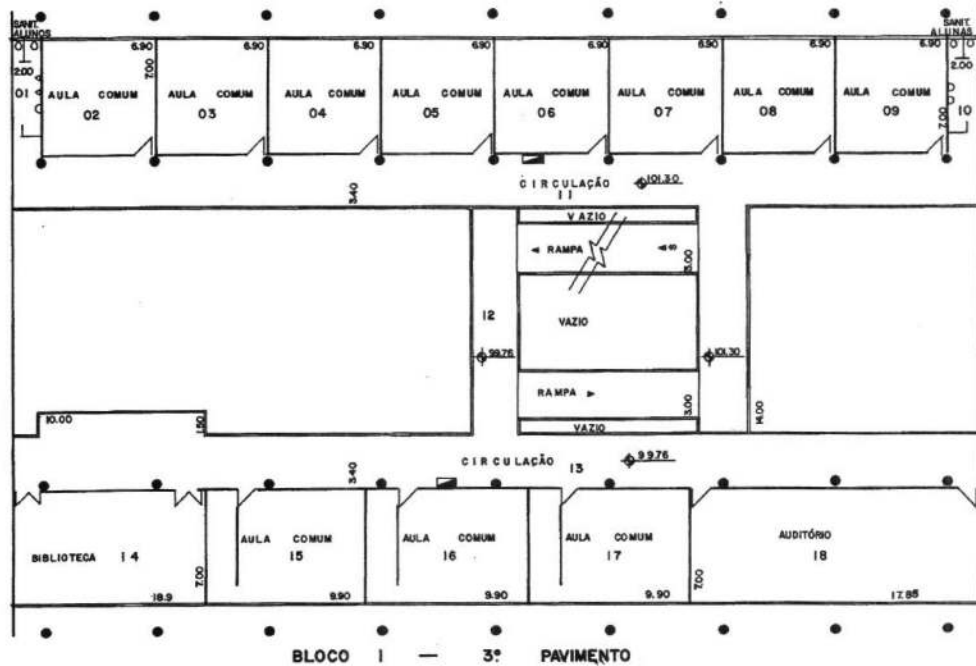 SANIT. ALUNOS
SANIT. ALUNAS
6.90 6.90 6.90 6.90 6.90 6.90 6.90 6.90
2.00 7.00 2.00
01 AULA COMUM AULA COMUM AULA COMUM AULA COMUM AULA COMUM AULA COMUM AULA COMUM AULA COMUM 7.00 10
02 03 04 05 06 07 08 09
CIRCULAÇÃO 101.30
3.40 11
VAZIO
RAMPA S
3.00
12 VAZIO
99.76 101.30
RAMPA
10.00 1.50 3.00 14.00
VAZIO
CIRCULAÇÃO 13 99.76
3.40
BIBLIOTECA 14
AULA COMUM
15
AULA COMUM
16
AULA COMUM
17
AUDITÓRIO
18
7.00 7.00
18.9 9.90 9.90 9.90 17.85
BLOCO 1 — 3º PAVIMENTO